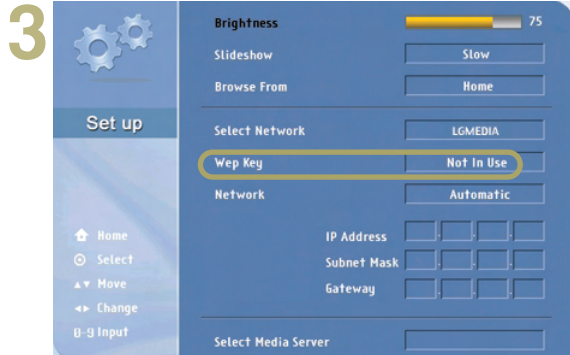 3
Set up
Home
Select
Move
Change
0-9 Input
Brightness 75
Slideshow Slow
Browse From Home
Select Network LGMEDIA
Wep Key Not In Use
Network Automatic
IP Address
Subnet Mask
Gateway
Select Media Server